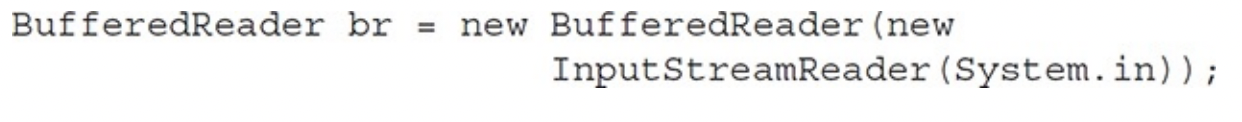 BufferedReader br = new BufferedReader(new
InputStreamReader(System.in));